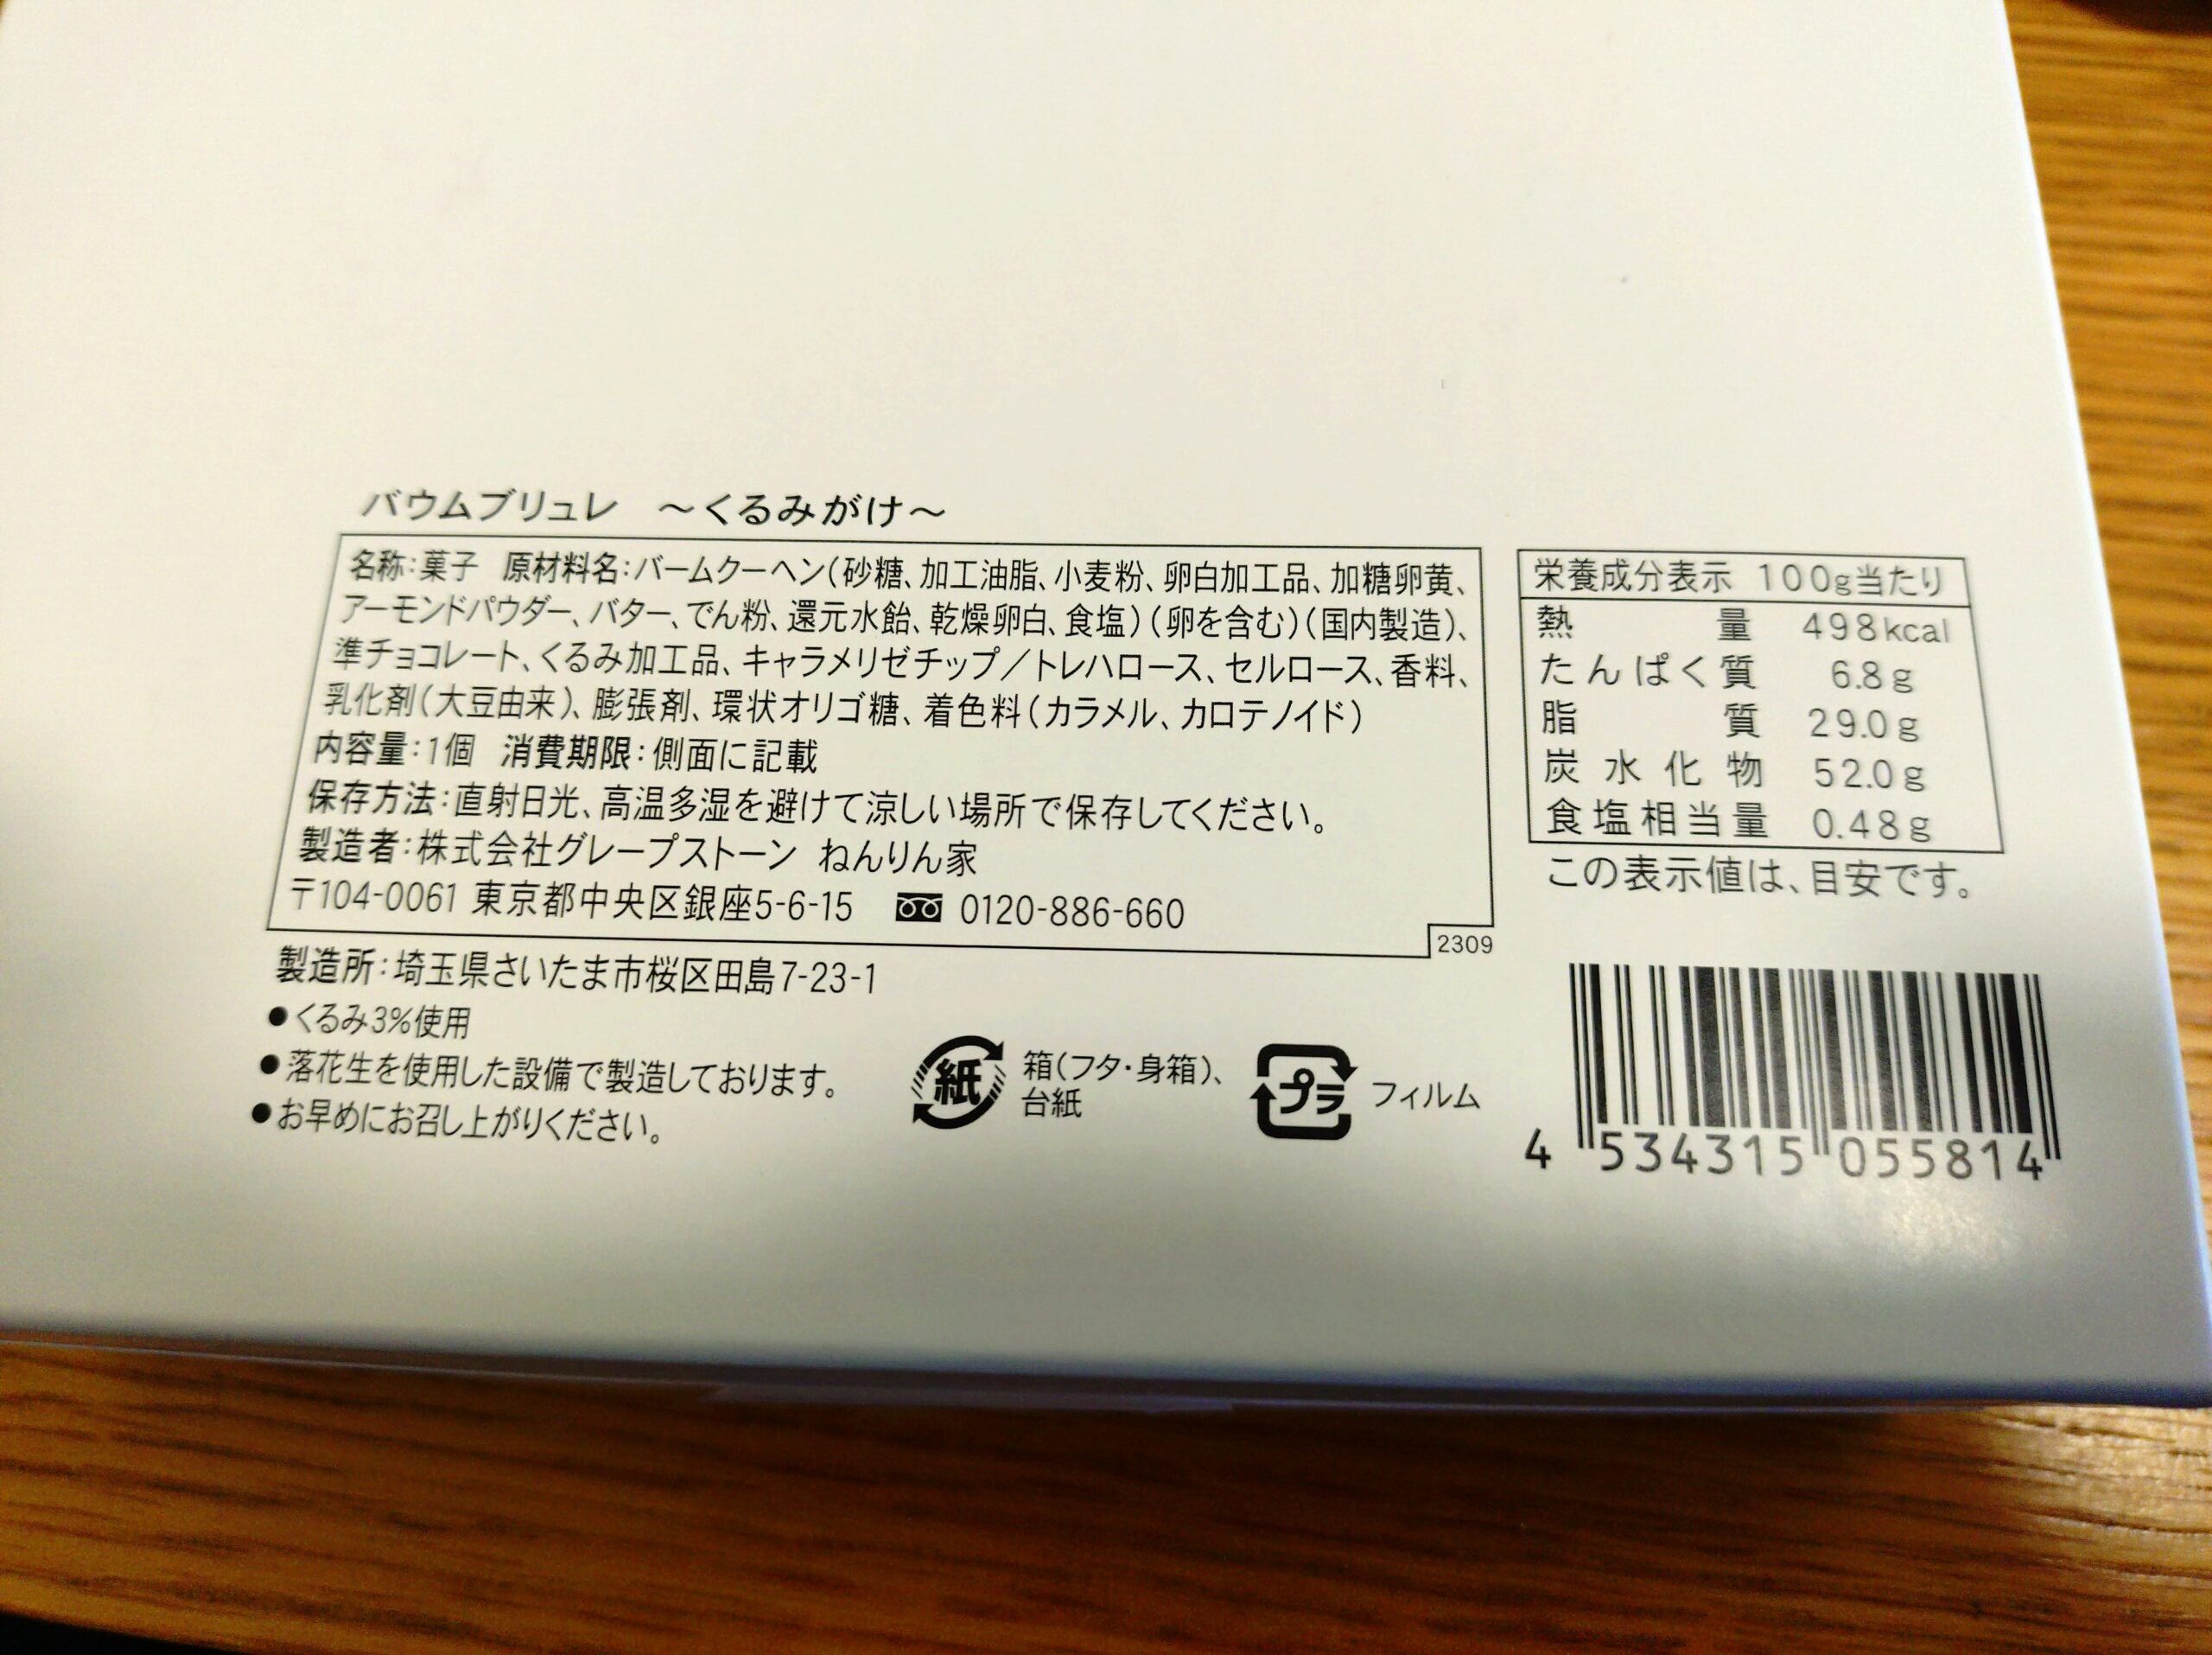 バウムブリュレ ～くるみがけ～
名称:菓子 原材料名:バームクーヘン(砂糖、加工油脂、小麦粉、卵白加工品、加糖卵黄、
アーモンドパウダー、バター、でん粉、還元水飴、乾燥卵白、食塩)(卵を含む)(国内製造)、
準チョコレート、くるみ加工品、キャラメリゼチップ/トレハロース、セルロース、香料、
乳化剤(大豆由来)、膨張剤、環状オリゴ糖、着色料(カラメル、カロテノイド)
内容量:1個 消費期限:側面に記載
保存方法:直射日光、高温多湿を避けて涼しい場所で保存してください。
製造者:株式会社グレープストーン ねんりん家
〒104-0061 東京都中央区銀座5-6-15 0120-886-660
2309
製造所:埼玉県さいたま市桜区田島7-23-1
●くるみ3%使用
●落花生を使用した設備で製造しております。
●お早めにお召し上がりください。
紙
箱(フタ・身箱)、
台紙
プラ
フィルム
栄養成分表示 100g当たり
熱量 498kcal
たんぱく質 6.8g
脂質 29.0g
炭水化物 52.0g
食塩相当量 0.48g
この表示値は、目安です。
4 534315 055814